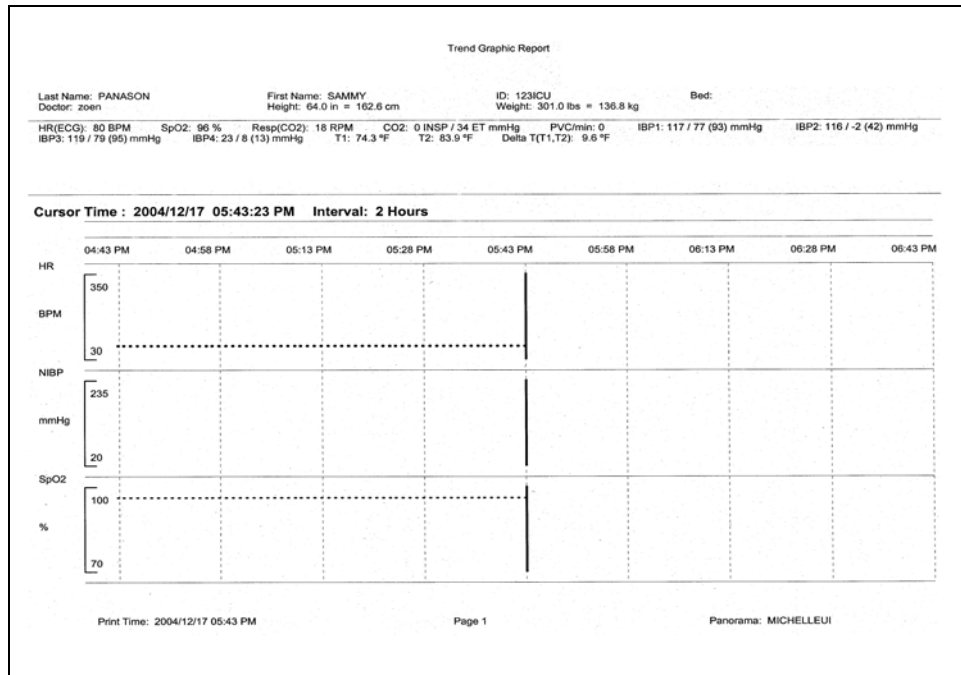 Trend Graphic Report
Last Name: PANASON First Name: SAMMY ID: 123ICU Bed:
Doctor: zoen Height: 64.0 in = 162.6 cm Weight: 301.0 lbs = 136.8 kg
HR(ECG): 80 BPM SpO2: 96 % Resp(CO2): 18 RPM CO2: 0 INSP / 34 ET mmHg PVC/min: 0 IBP1: 117 / 77 (93) mmHg IBP2: 116 / -2 (42) mmHg
IBP3: 119 / 79 (95) mmHg IBP4: 23 / 8 (13) mmHg T1: 74.3 °F T2: 83.9 °F Delta T(T1,T2): 9.6 °F
Cursor Time : 2004/12/17 05:43:23 PM Interval: 2 Hours
04:43 PM 04:58 PM 05:13 PM 05:28 PM 05:43 PM 05:58 PM 06:13 PM 06:28 PM 06:43 PM
HR
350
BPM
30
NIBP
235
mmHg
20
SpO2
100
%
70
Print Time: 2004/12/17 05:43 PM Page 1 Panorama: MICHELLEUI